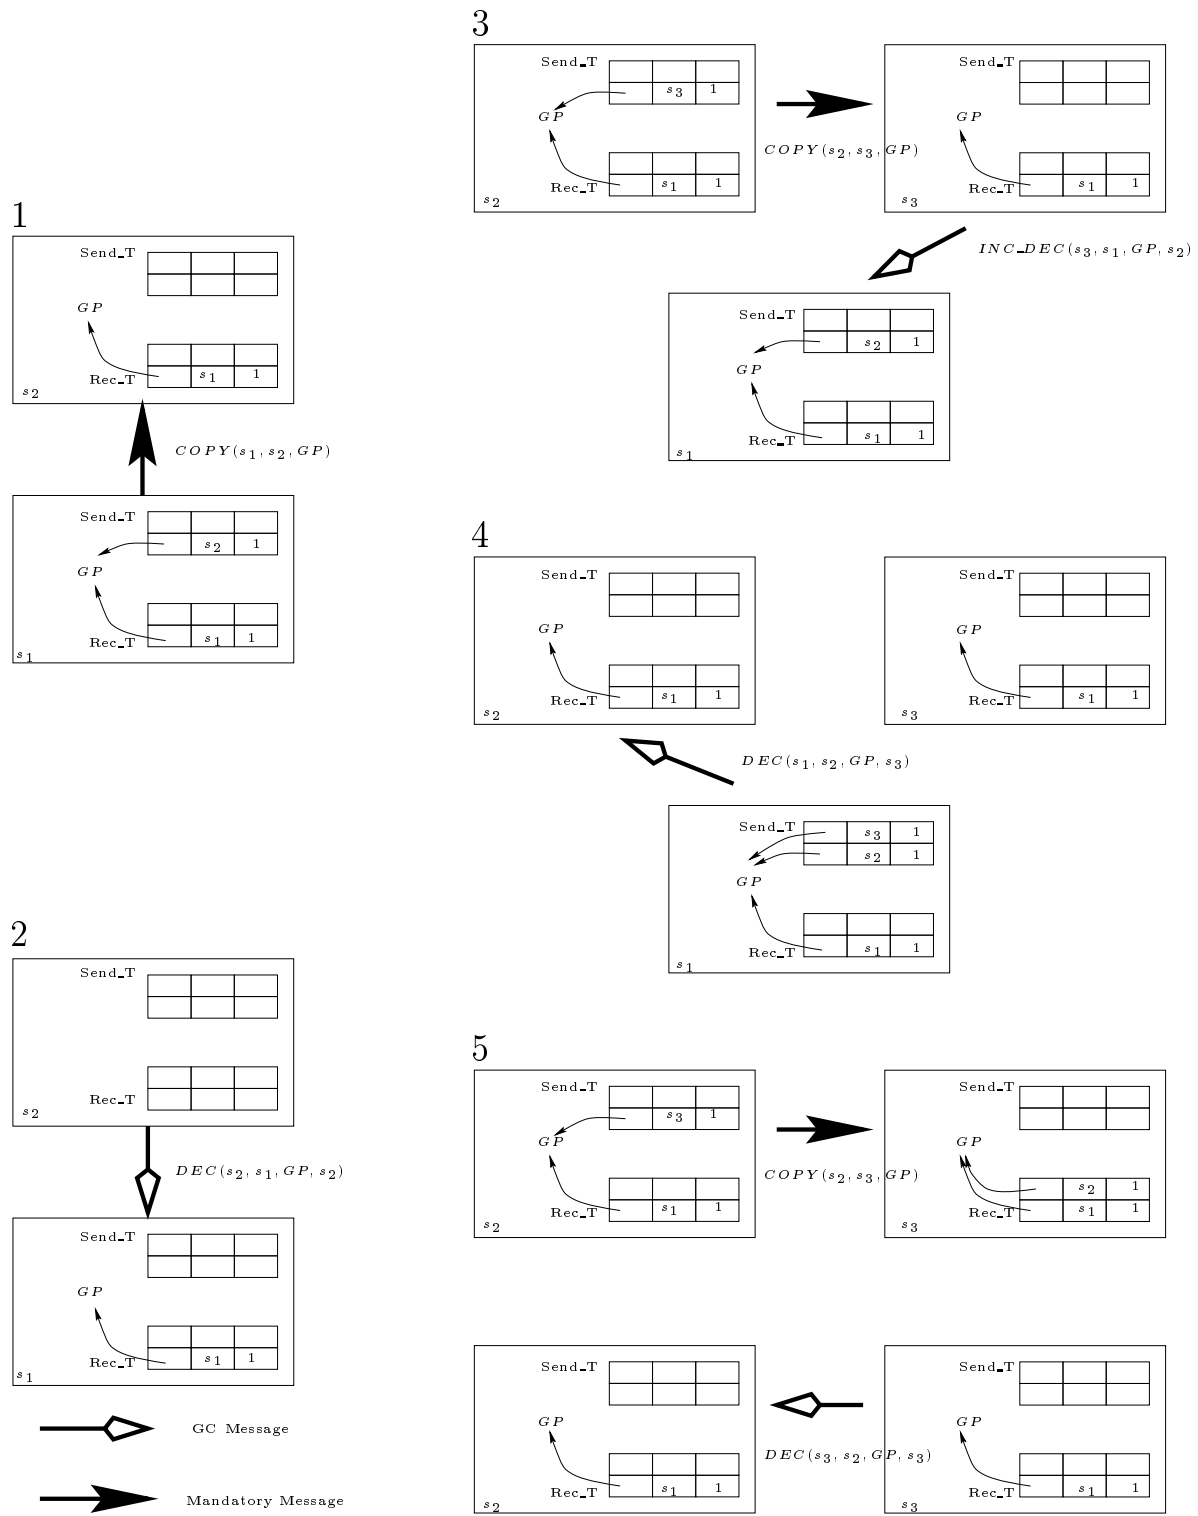 1
Send_T
GP
Rec_T s1 1
s2
COPY(s1, s2, GP)
Send_T
s2 1
GP
Rec_T s1 1
s1
2
Send_T
Rec_T
s2
DEC(s2, s1, GP, s2)
Send_T
GP
Rec_T s1 1
s1
GC Message
Mandatory Message
3
Send_T
s3 1
GP
Rec_T s1 1
s2
COPY(s2, s3, GP)
Send_T
GP
Rec_T s1 1
s3
INC_DEC(s3, s1, GP, s2)
Send_T
s2 1
GP
Rec_T s1 1
s1
4
Send_T
GP
Rec_T s1 1
s2
Send_T
GP
Rec_T s1 1
s3
DEC(s1, s2, GP, s3)
Send_T s3 1
s2 1
GP
Rec_T s1 1
s1
5
Send_T
s3 1
GP
Rec_T s1 1
s2
COPY(s2, s3, GP)
Send_T
GP
s2 1
Rec_T s1 1
s3
Send_T
GP
Rec_T s1 1
s2
DEC(s3, s2, GP, s3)
Send_T
GP
Rec_T s1 1
s3